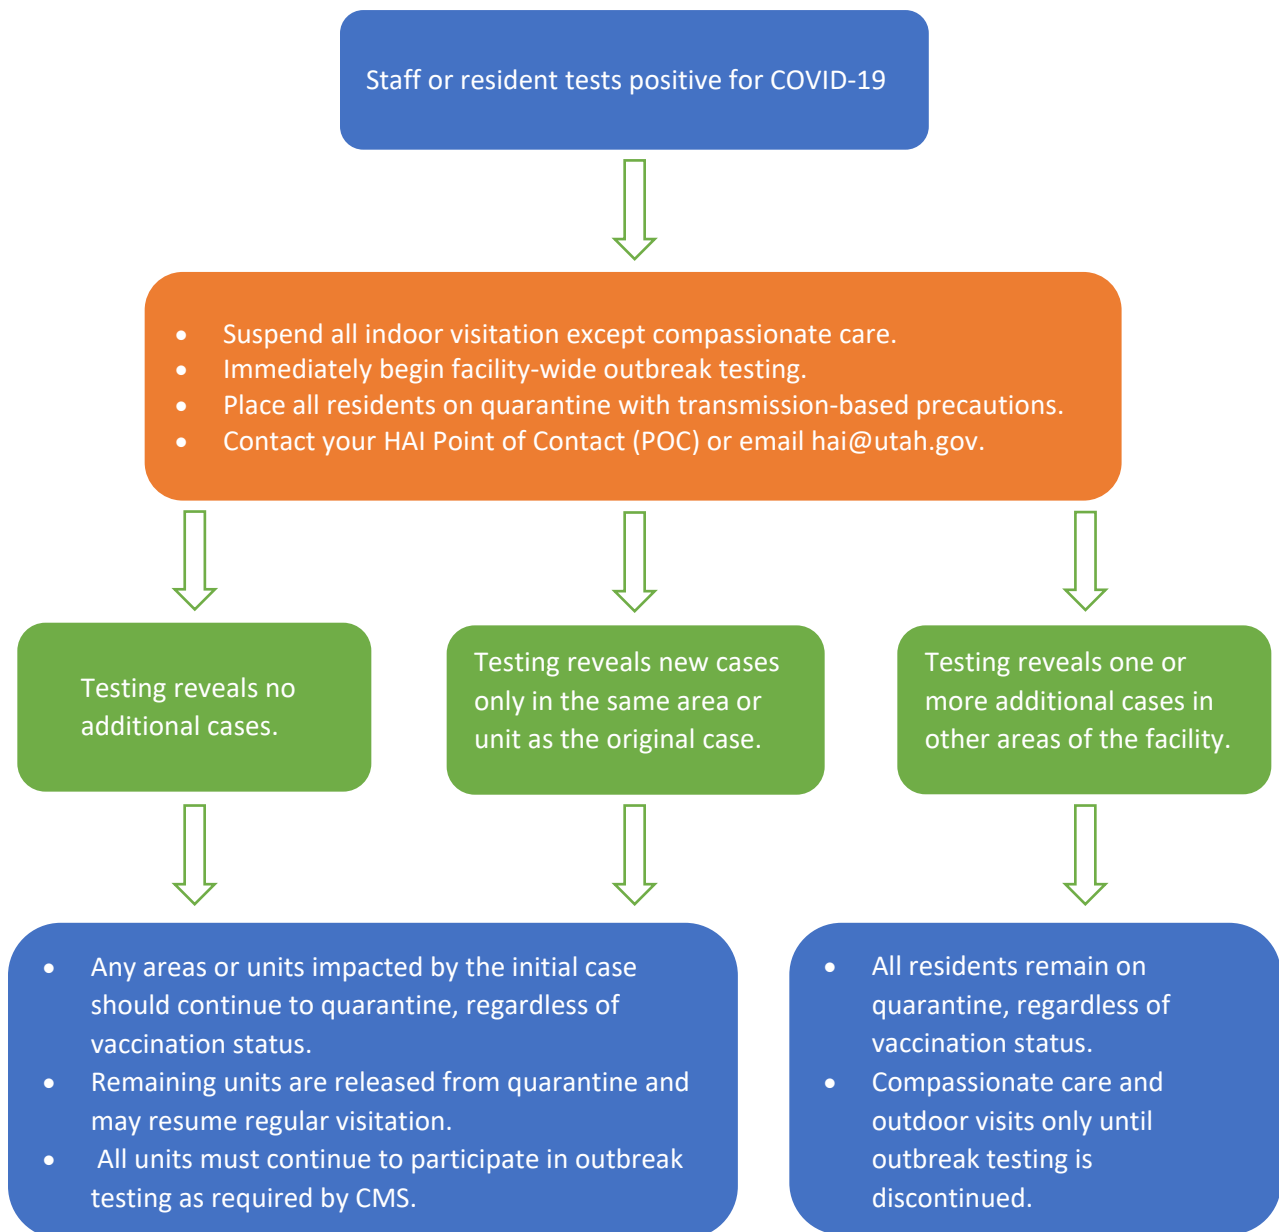 Staff or resident tests positive for COVID-19
• Suspend all indoor visitation except compassionate care.
• Immediately begin facility-wide outbreak testing.
• Place all residents on quarantine with transmission-based precautions.
• Contact your HAI Point of Contact (POC) or email hai@utah.gov.
Testing reveals no
additional cases.
Testing reveals new cases
only in the same area or
unit as the original case.
Testing reveals one or
more additional cases in
other areas of the facility.
• Any areas or units impacted by the initial case
should continue to quarantine, regardless of
vaccination status.
• Remaining units are released from quarantine and
may resume regular visitation.
• All units must continue to participate in outbreak
testing as required by CMS.
• All residents remain on
quarantine, regardless of
vaccination status.
• Compassionate care and
outdoor visits only until
outbreak testing is
discontinued.